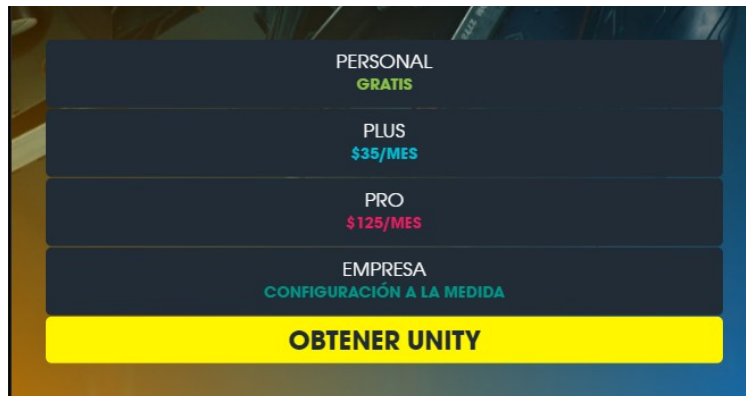 PERSONAL
GRATIS
PLUS
$35/MES
PRO
$125/MES
EMPRESA
CONFIGURACIÓN A LA MEDIDA
OBTENER UNITY